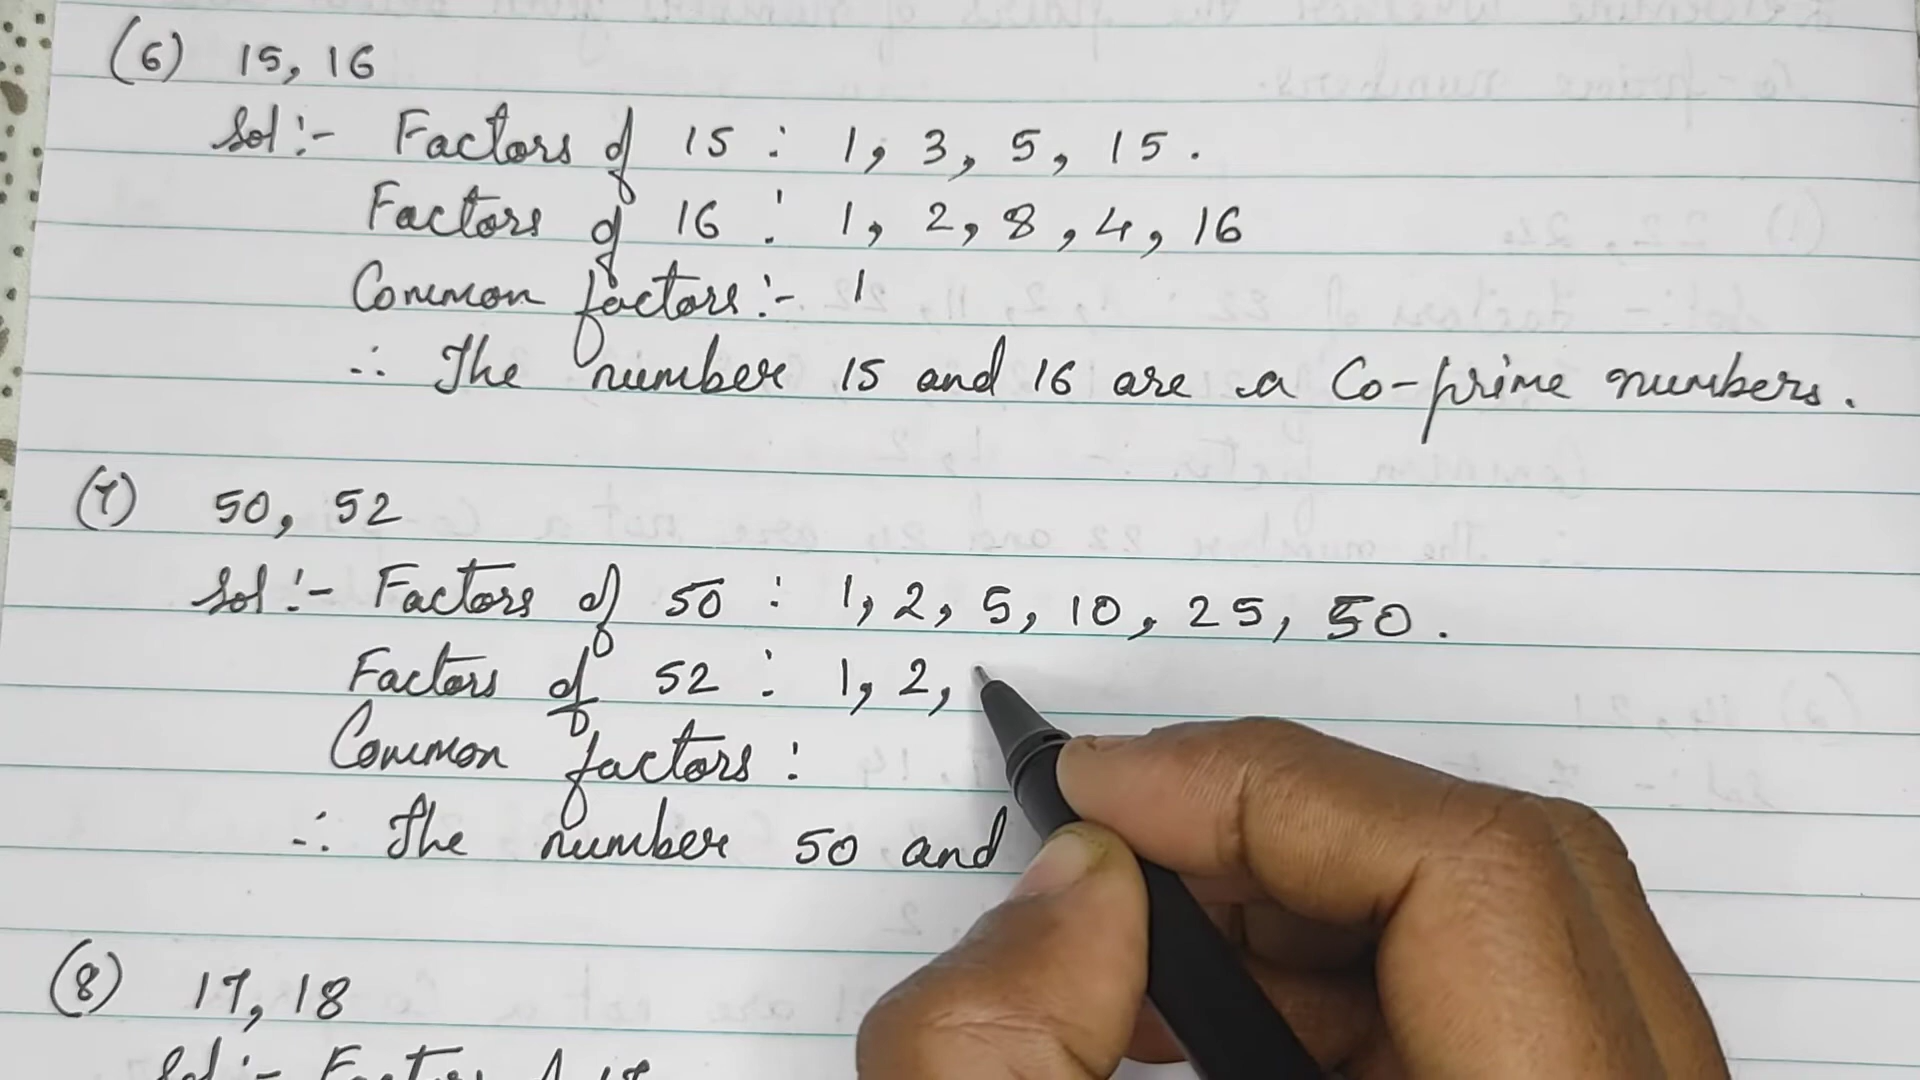 (6) 15, 16
Sol :- Factors of 15 : 1, 3, 5, 15.
Factors of 16 : 1, 2, 8, 4, 16
Common factors :- 1
∴ The number 15 and 16 are a Co-prime numbers.
(7) 50, 52
Sol :- Factors of 50 : 1, 2, 5, 10, 25, 50.
Factors of 52 : 1, 2,
Common factors :
∴ The number 50 and
(8) 17, 18
Sol :-